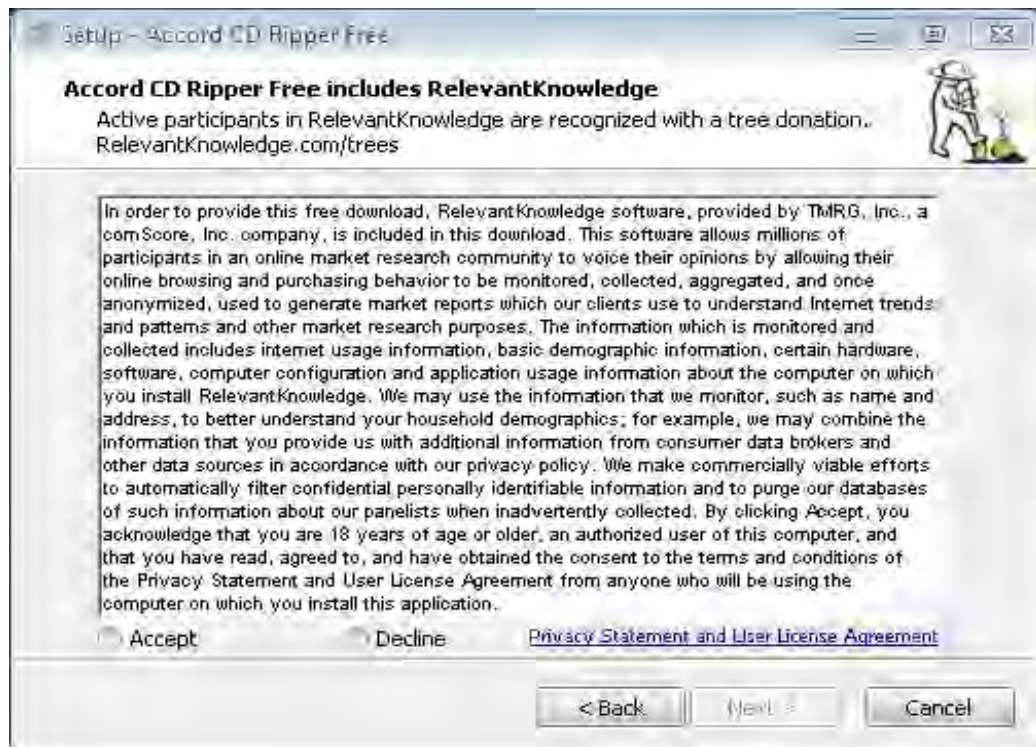 Setup - Accord CD Ripper Free
Accord CD Ripper Free includes RelevantKnowledge
Active participants in RelevantKnowledge are recognized with a tree donation.
RelevantKnowledge.com/trees
In order to provide this free download, RelevantKnowledge software, provided by TMRG, Inc., a
comScore, Inc. company, is included in this download. This software allows millions of
participants in an online market research community to voice their opinions by allowing their
online browsing and purchasing behavior to be monitored, collected, aggregated, and once
anonymized, used to generate market reports which our clients use to understand Internet trends
and patterns and other market research purposes. The information which is monitored and
collected includes internet usage information, basic demographic information, certain hardware,
software, computer configuration and application usage information about the computer on which
you install RelevantKnowledge. We may use the information that we monitor, such as name and
address, to better understand your household demographics; for example, we may combine the
information that you provide us with additional information from consumer data brokers and
other data sources in accordance with our privacy policy. We make commercially viable efforts
to automatically filter confidential personally identifiable information and to purge our databases
of such information about our panelists when inadvertently collected. By clicking Accept, you
acknowledge that you are 18 years of age or older, an authorized user of this computer, and
that you have read, agreed to, and have obtained the consent to the terms and conditions of
the Privacy Statement and User License Agreement from anyone who will be using the
computer on which you install this application.
Accept Decline Privacy Statement and User License Agreement
< Back Next > Cancel